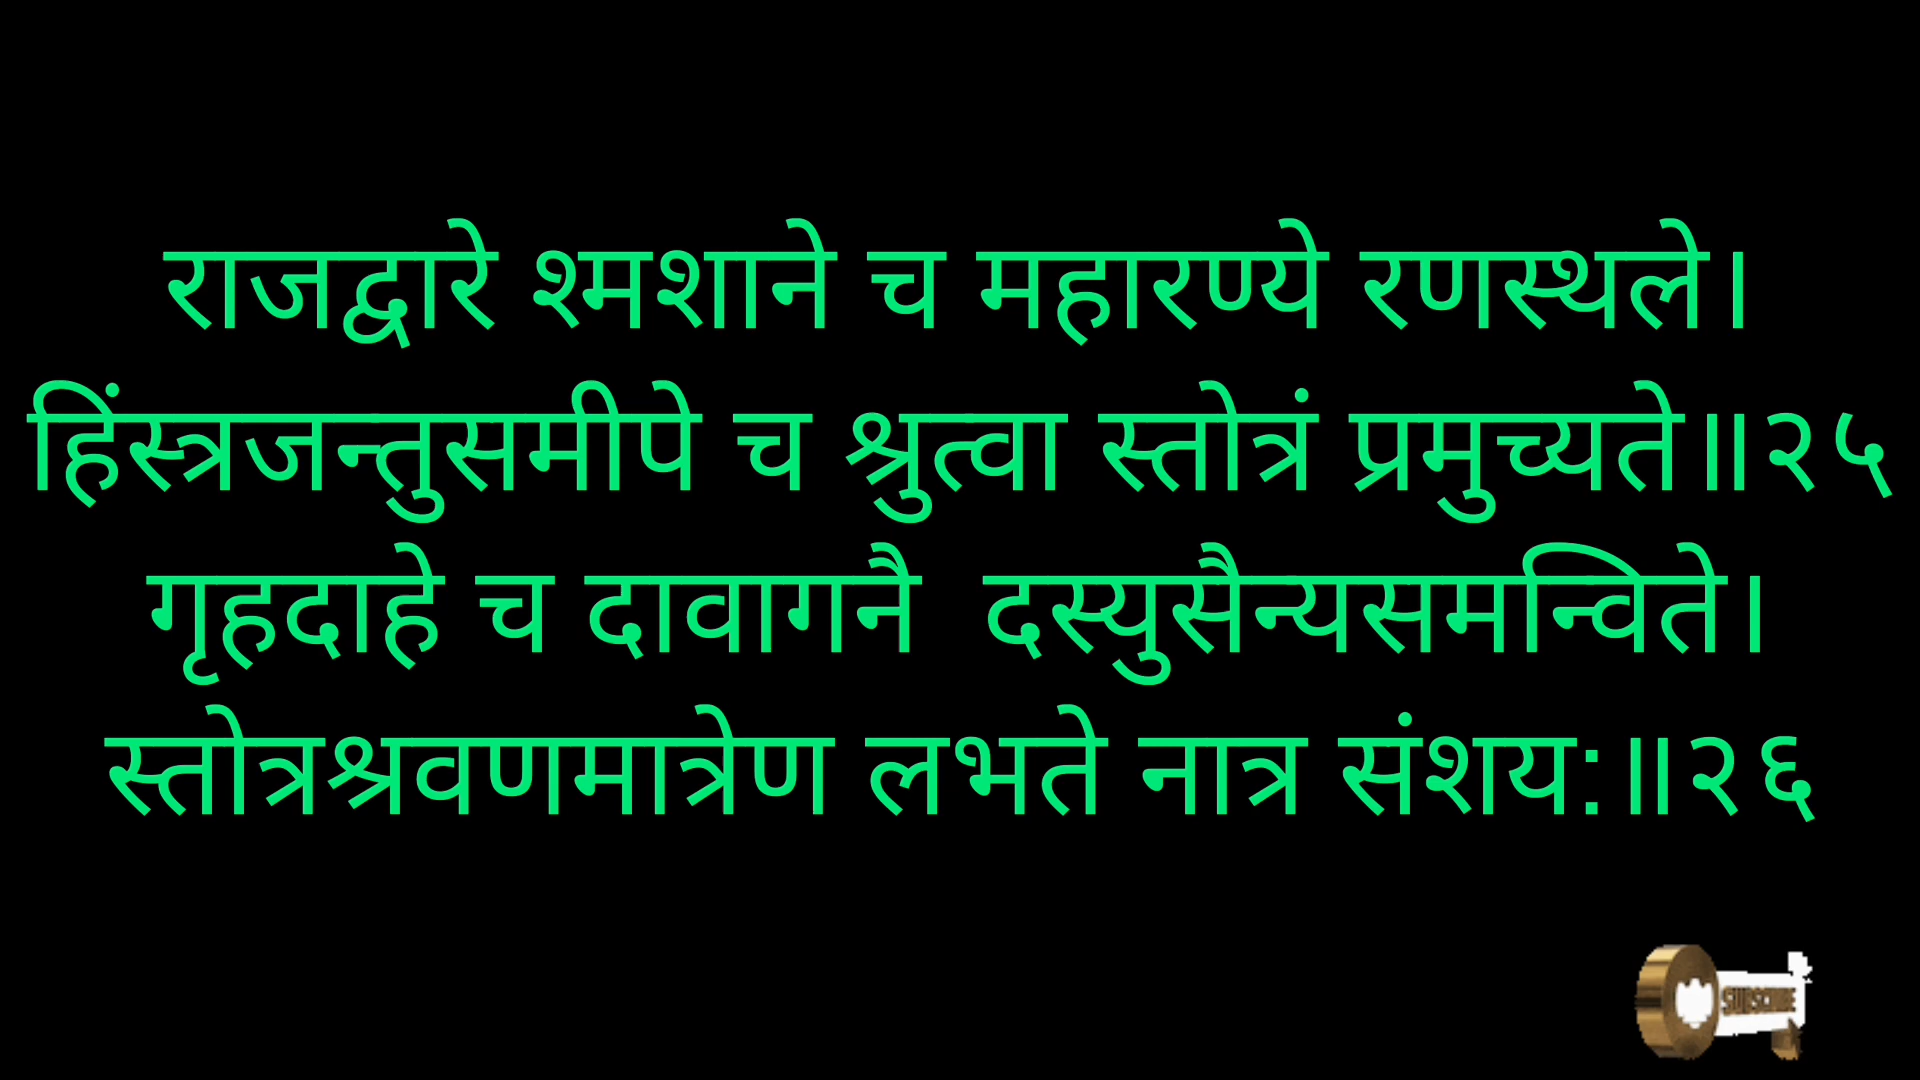 राजद्वारे श्मशाने च महारण्ये रणस्थले।
हिंस्त्रजन्तुसमीपे च श्रुत्वा स्तोत्रं प्रमुच्यते॥२५
गृहदाहे च दावागनै  दस्युसैन्यसमन्विते।
स्तोत्रश्रवणमात्रेण लभते नात्र संशय:॥२६
SUBSCRIBE